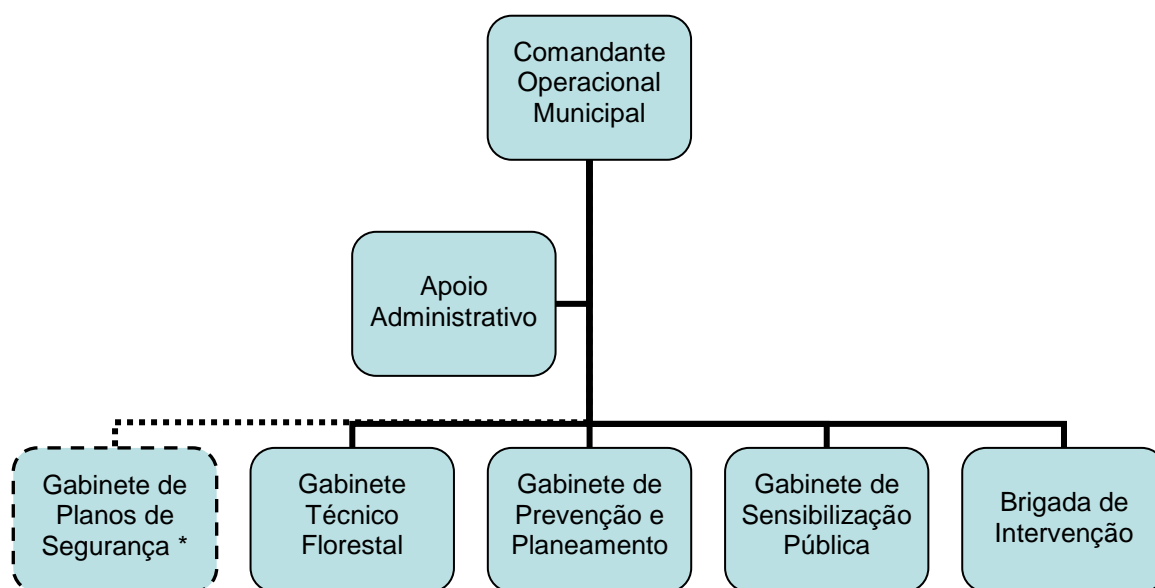 Comandante
Operacional
Municipal
Apoio
Administrativo
Gabinete de
Planos de
Segurança *
Gabinete
Técnico
Florestal
Gabinete de
Prevenção e
Planeamento
Gabinete de
Sensibilização
Pública
Brigada de
Intervenção